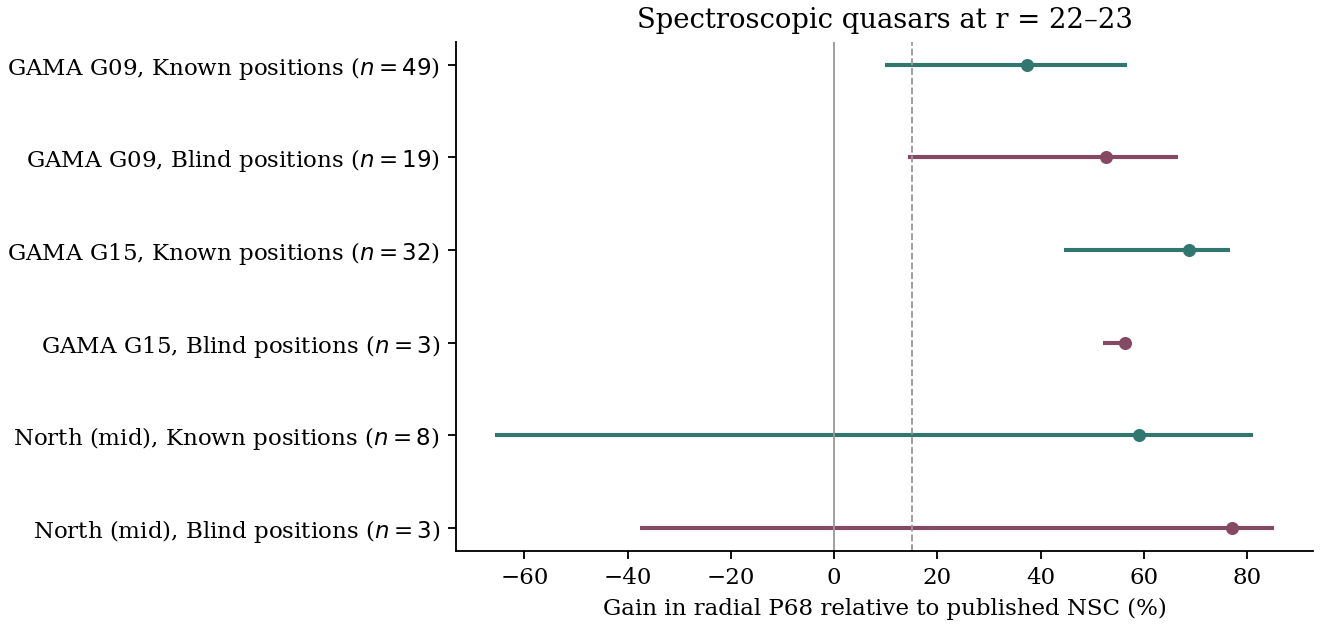 Spectroscopic quasars at r = 22–23
GAMA G09, Known positions (n = 49)
GAMA G09, Blind positions (n = 19)
GAMA G15, Known positions (n = 32)
GAMA G15, Blind positions (n = 3)
North (mid), Known positions (n = 8)
North (mid), Blind positions (n = 3)
−60 −40 −20 0 20 40 60 80
Gain in radial P68 relative to published NSC (%)